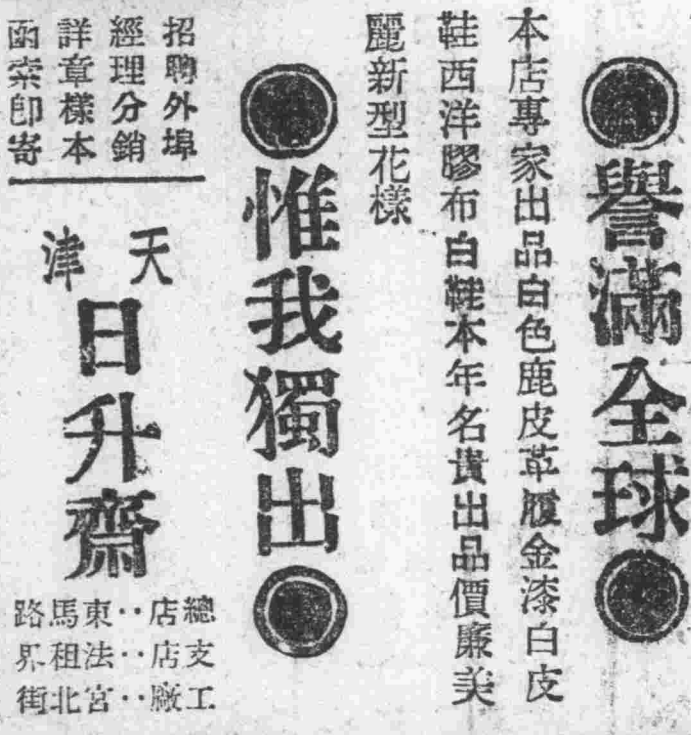 譽滿全球
本店專家出品白色鹿皮革履金漆白皮
鞋西洋膠布白鞋本年名貴出品價廉美
麗新型花樣
惟我獨出
招聘外埠
經理分銷
詳章樣本
函索即寄
天津
日升齋
總店：東馬路
支店：法租界
工廠：宮北街